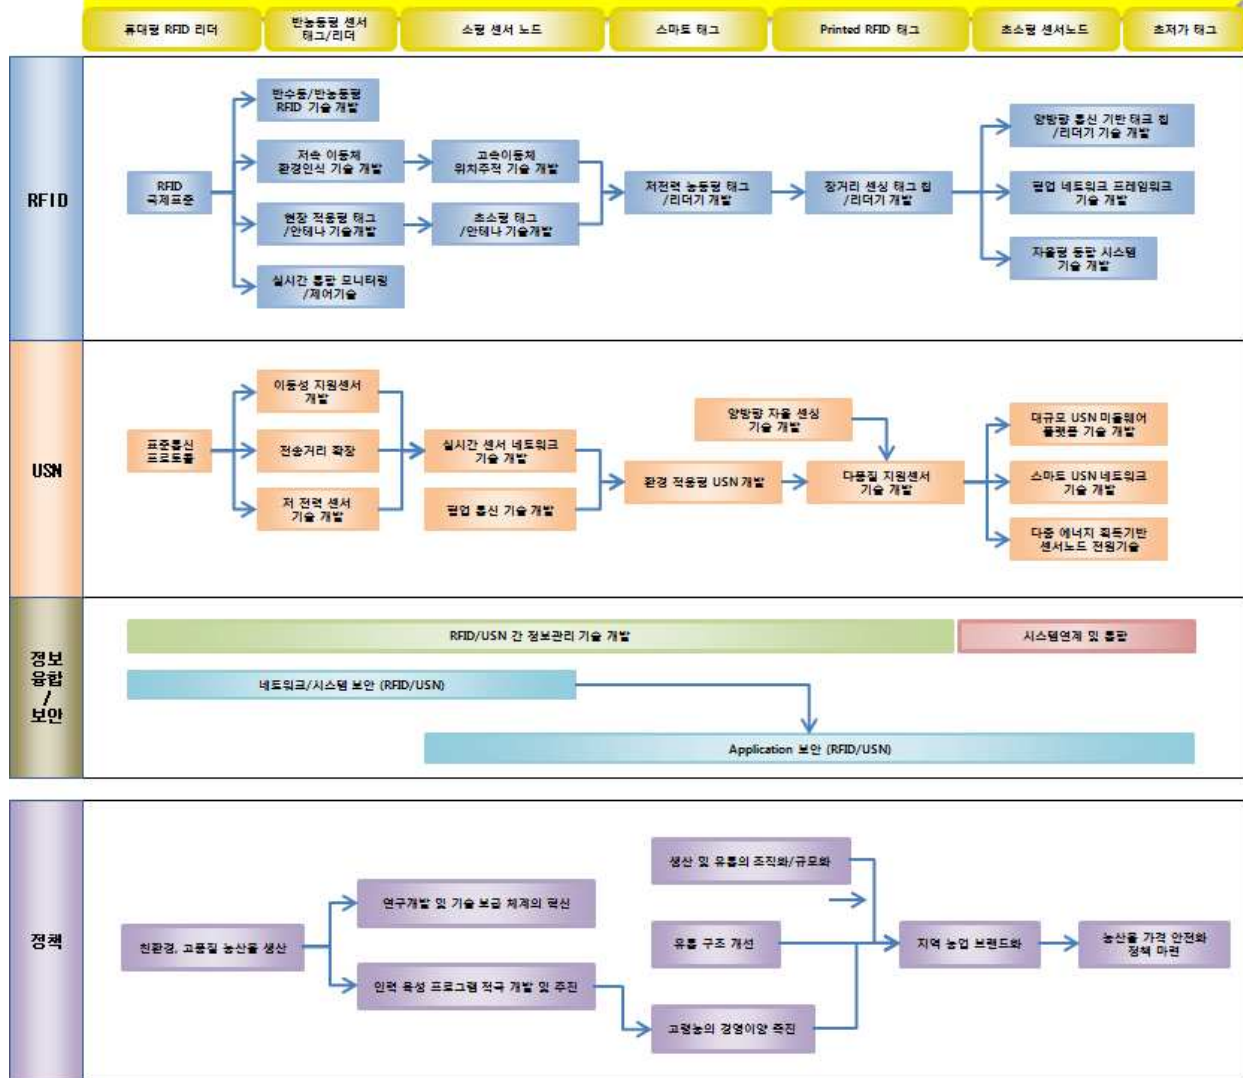 휴대형 RFID 리더
반능동형 센서
태그/리더
소형 센서 노드
스마트 태그
Printed RFID 태그
초소형 센서노드
초저가 태그
RFID
RFID
국제표준
반수동/반능동형
RFID 기술 개발
저속 이동체
환경인식 기술 개발
현장 적응형 태그
/안테나 기술개발
실시간 통합 모니터링
/제어기술
고속이동체
위치추적 기술 개발
초소형 태그
/안테나 기술개발
저전력 능동형 태그
/리더기 개발
장거리 센싱 태그 칩
/리더기 개발
양방향 통신 기반 태크 칩
/리더기 기술 개발
협업 네트워크 프레임워크
기술 개발
자율형 통합 시스템
기술 개발
USN
표준통신
프로토콜
이동성 지원센서
개발
전송거리 확장
저 전력 센서
기술 개발
실시간 센서 네트워크
기술 개발
협업 통신 기술 개발
환경 적응형 USN 개발
양방향 자율 센싱
기술 개발
다품질 지원센서
기술 개발
대규모 USN 미들웨어
플랫폼 기술 개발
스마트 USN 네트워크
기술 개발
다중 에너지 획득기반
센서노드 전원기술
정보
융합
/
보안
RFID/USN 간 정보관리 기술 개발
시스템연계 및 통합
네트워크/시스템 보안 (RFID/USN)
Application 보안 (RFID/USN)
정책
친환경, 고품질 농산물 생산
연구개발 및 기술 보급 체계의 혁신
인력 육성 프로그램 적극 개발 및 추진
생산 및 유통의 조직화/규모화
유통 구조 개선
고령농의 경영이양 촉진
지역 농업 브랜드화
농산물 가격 안전화
정책 마련